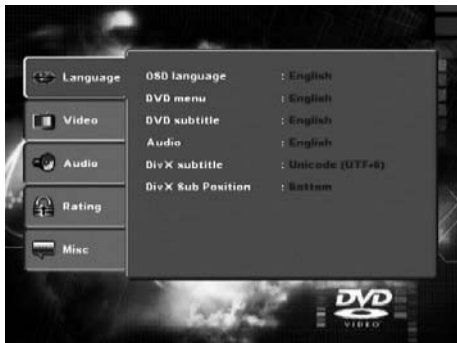 Language
Video
Audio
Rating
Misc
OSD language : English
DVD menu : English
DVD subtitle : English
Audio : English
DivX subtitle : Unicode (UTF-8)
DivX Sub Position : Bottom
DVD
VIDEO